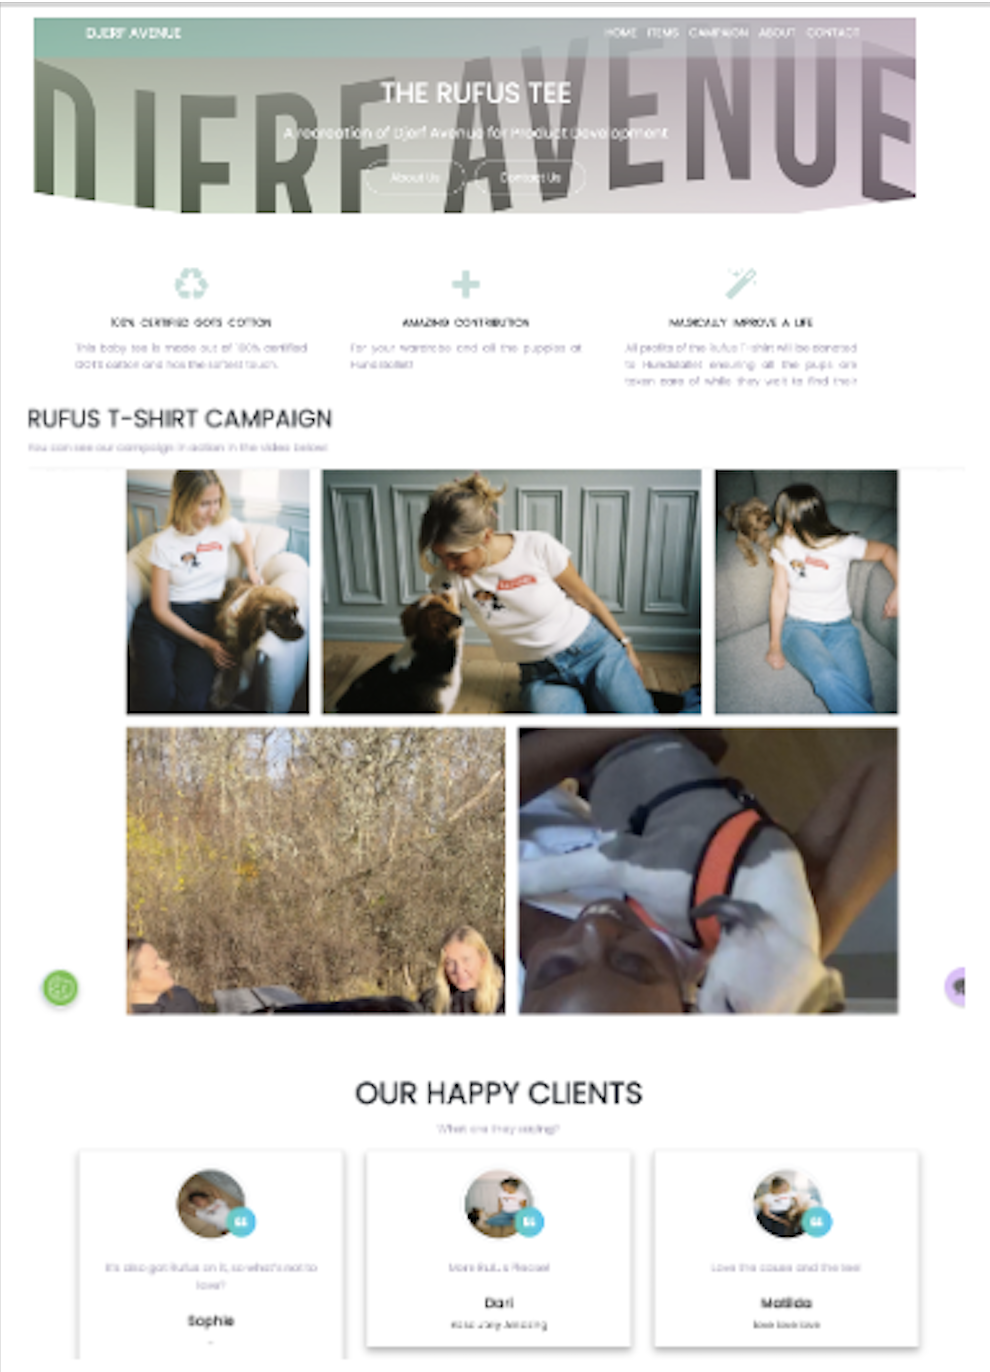 DJERF AVENUE
HOME ITEMS CAMPAIGN ABOUT CONTACT
DJERF AVENUE
THE RUFUS TEE
A recreation of Djerf Avenue for Product Development
About Us
Contact Us
100% CERTIFIED GOTS COTTON
AMAZING CONTRIBUTION
MAGICALLY IMPROVE A LIFE
This baby tee is made out of 100% certified
GOTS cotton and has the softest touch.
For your wardrobe and all the puppies at
Hundstallet!
All profits of the Rufus T-shirt will be donated
to Hundstallet ensuring all the pups are
taken care of while they wait to find their
RUFUS T-SHIRT CAMPAIGN
You can see our campaign in action in the video below:
OUR HAPPY CLIENTS
What are they saying?
It's also got Rufus on it, so what's not to
love?
Sophie
More Rufus Please!
Dari
Amazing
Love the cause and the tee!
Matilda
love love love